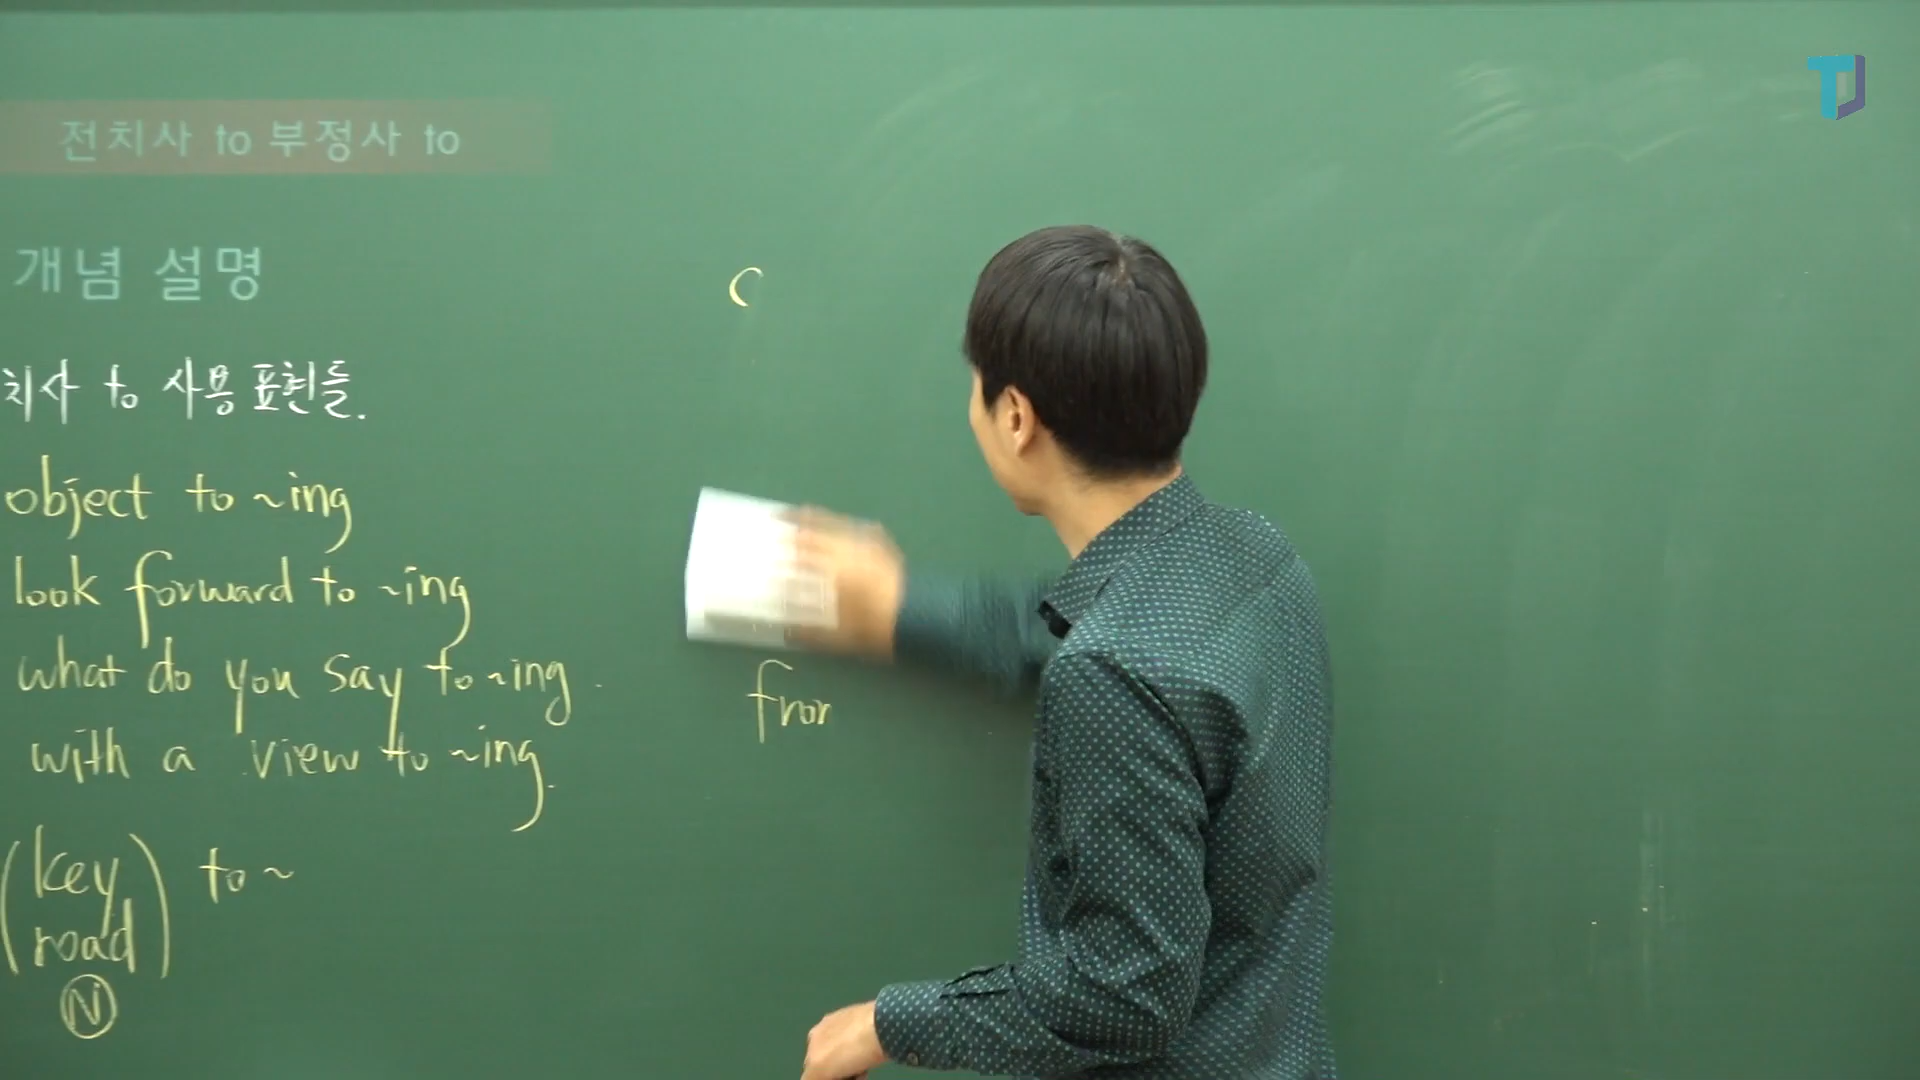 전치사 to 부정사 to
개념 설명
치사 to 사용 표현들.
object to ~ing
look forward to ~ing
what do you say to ~ing.
with a view to ~ing.
(key
road) to ~
N
c
fror